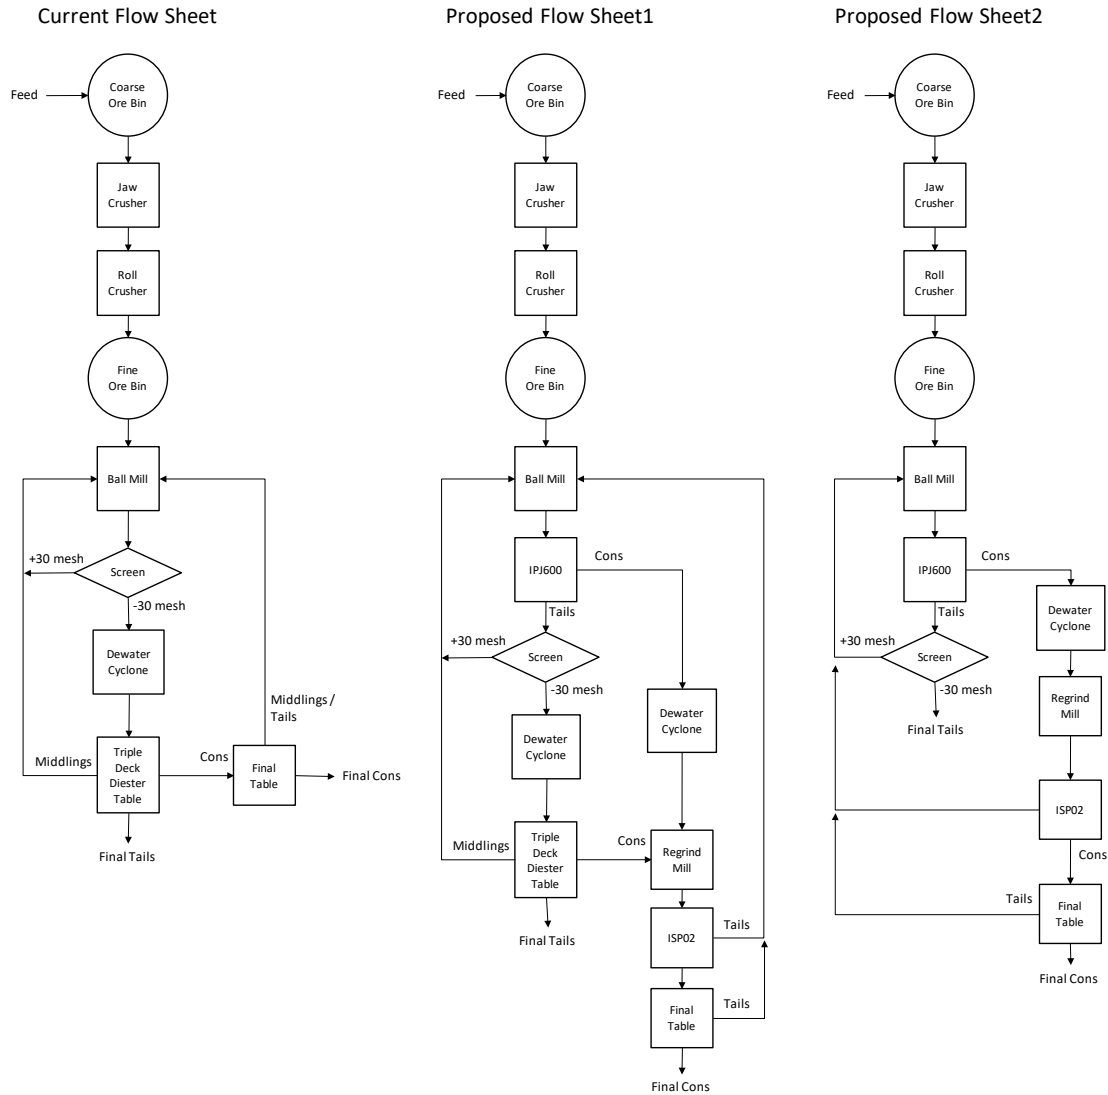 Current Flow Sheet
Feed
Coarse
Ore Bin
Jaw
Crusher
Roll
Crusher
Fine
Ore Bin
Ball Mill
+30 mesh
Screen
-30 mesh
Dewater
Cyclone
Middlings /
Tails
Middlings
Triple
Deck
Diester
Table
Cons
Final
Table
Final Cons
Final Tails
Proposed Flow Sheet1
Feed
Coarse
Ore Bin
Jaw
Crusher
Roll
Crusher
Fine
Ore Bin
Ball Mill
IPJ600
Cons
Tails
+30 mesh
Screen
-30 mesh
Dewater
Cyclone
Dewater
Cyclone
Middlings
Triple
Deck
Diester
Table
Cons
Regrind
Mill
Final Tails
ISP02
Tails
Final
Table
Tails
Final Cons
Proposed Flow Sheet2
Feed
Coarse
Ore Bin
Jaw
Crusher
Roll
Crusher
Fine
Ore Bin
Ball Mill
IPJ600
Cons
Tails
Dewater
Cyclone
+30 mesh
Screen
-30 mesh
Final Tails
Regrind
Mill
ISP02
Cons
Tails
Final
Table
Final Cons